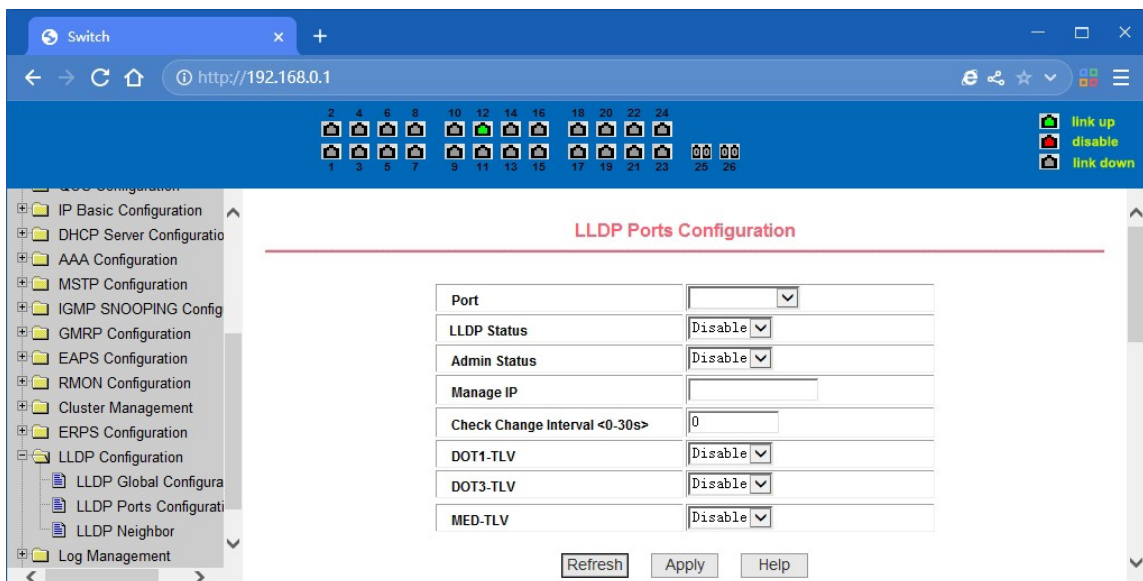 Switch
http://192.168.0.1
2 4 6 8 10 12 14 16 18 20 22 24
1 3 5 7 9 11 13 15 17 19 21 23 25 26
link up
disable
link down
IP Basic Configuration
DHCP Server Configuratio
AAA Configuration
MSTP Configuration
IGMP SNOOPING Config
GMRP Configuration
EAPS Configuration
RMON Configuration
Cluster Management
ERPS Configuration
LLDP Configuration
LLDP Global Configura
LLDP Ports Configurati
LLDP Neighbor
Log Management
LLDP Ports Configuration
Port
LLDP Status Disable
Admin Status Disable
Manage IP
Check Change Interval <0-30s> 0
DOT1-TLV Disable
DOT3-TLV Disable
MED-TLV Disable
Refresh Apply Help